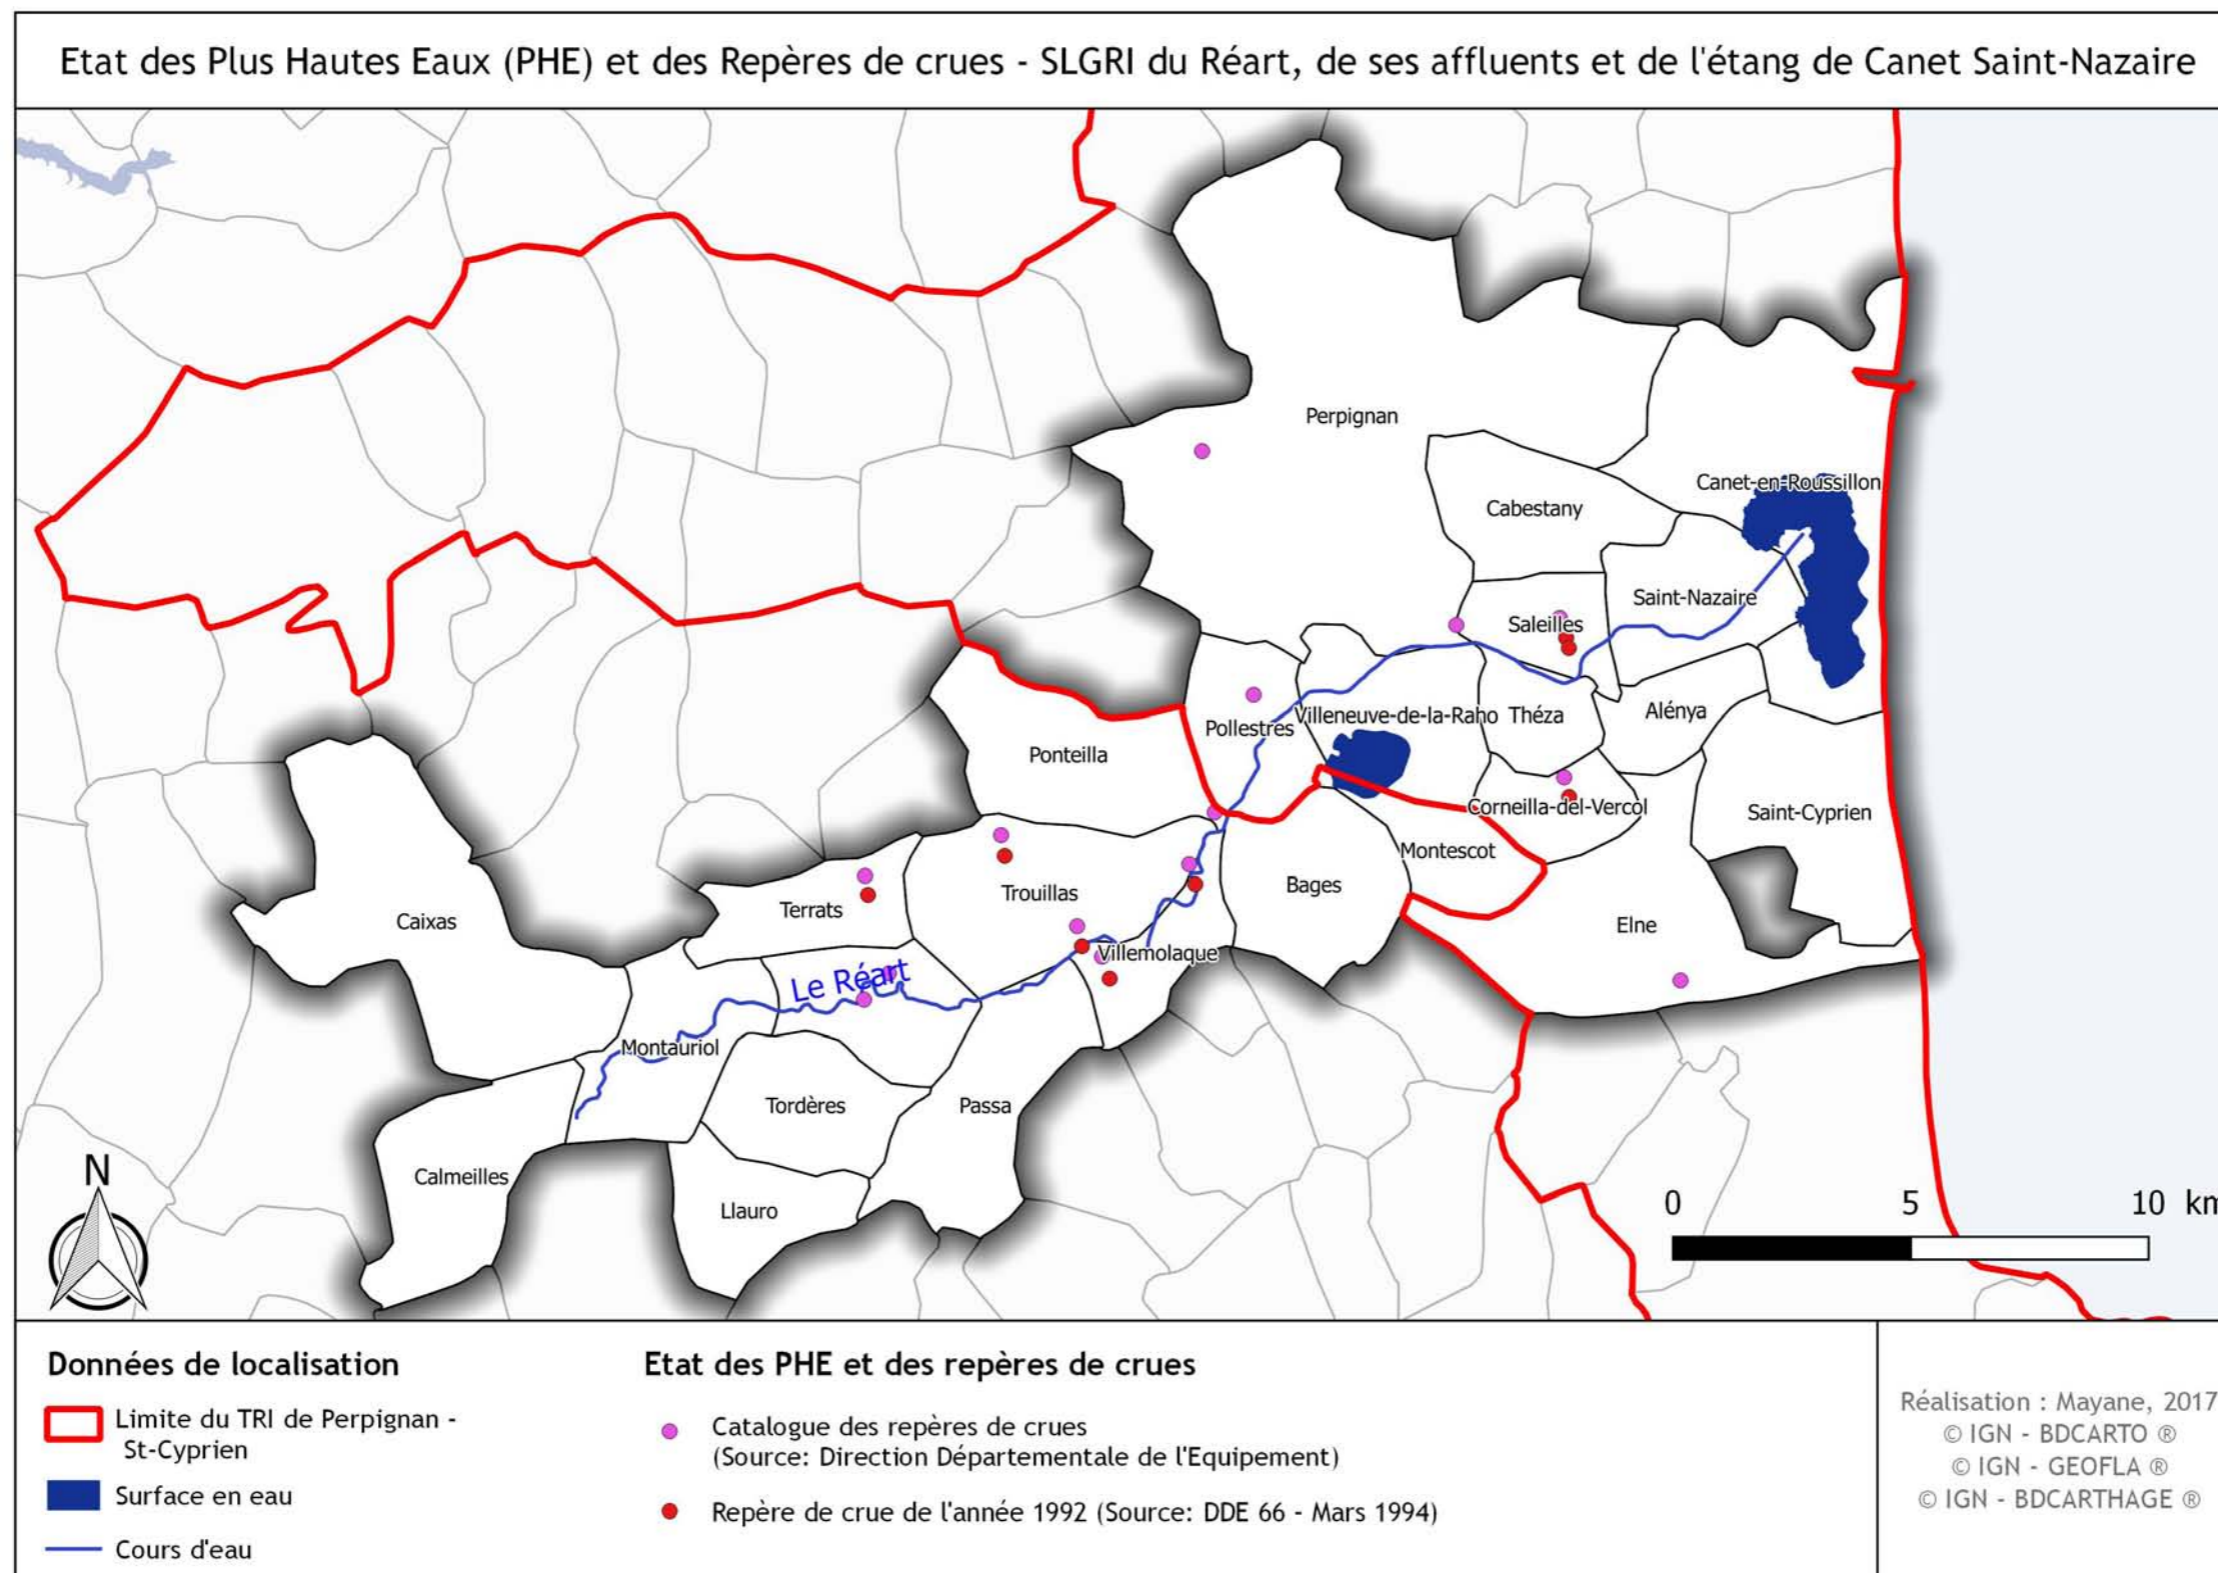 Etat des Plus Hautes Eaux (PHE) et des Repères de crues - SLGRI du Réart, de ses affluents et de l'étang de Canet Saint-Nazaire
Perpignan
Canet-en-Roussillon
Cabestany
Saint-Nazaire
Saleilles
Villeneuve-de-la-Raho
Théza
Alénya
Pollestres
Ponteilla
Corneilla-del-Vercol
Saint-Cyprien
Montescot
Bages
Trouillas
Terrats
Caixas
Elne
Villemolaque
Le Réart
Montauriol
Tordères
Passa
Calmeilles
Llauro
N
0 5 10 km
Données de localisation
Limite du TRI de Perpignan -
St-Cyprien
Surface en eau
Cours d'eau
Etat des PHE et des repères de crues
Catalogue des repères de crues
(Source: Direction Départementale de l'Equipement)
Repère de crue de l'année 1992 (Source: DDE 66 - Mars 1994)
Réalisation : Mayane, 2017
© IGN - BDCARTO ®
© IGN - GEOFLA ®
© IGN - BDCARTHAGE ®